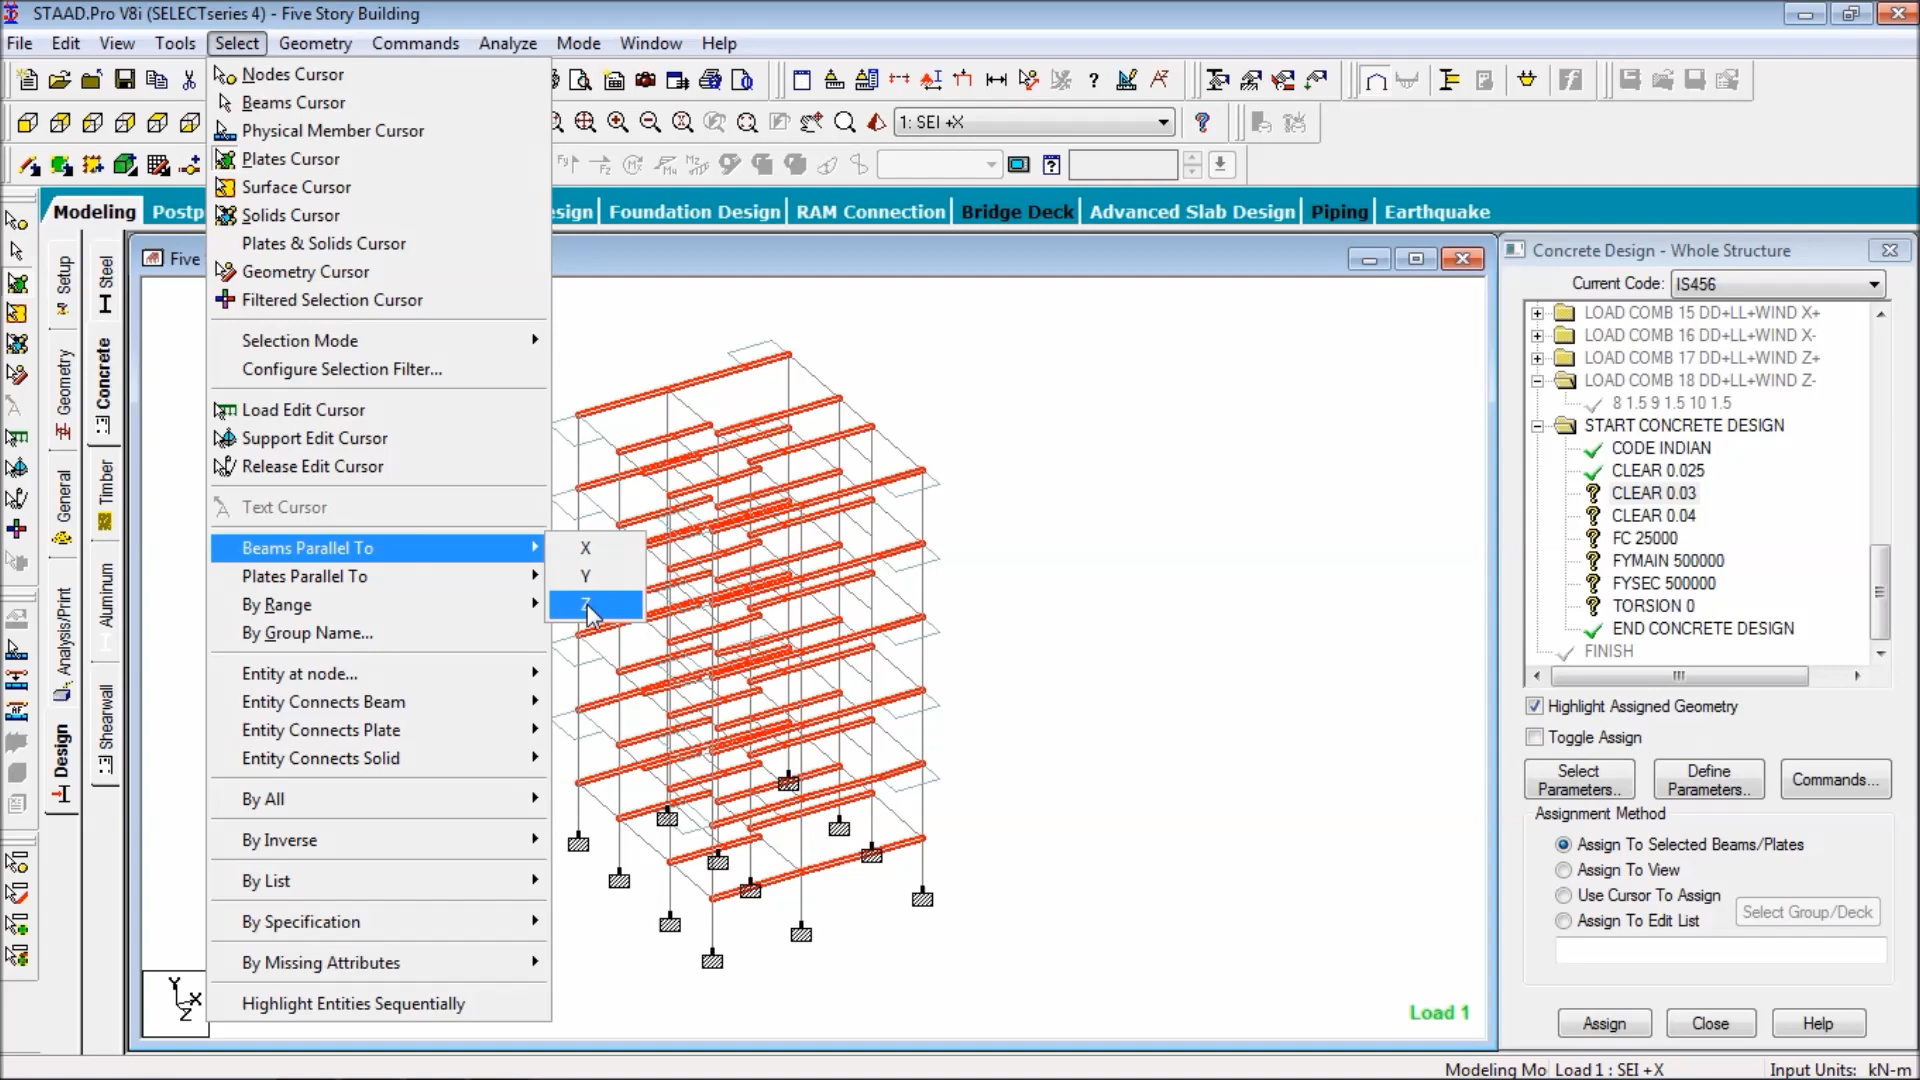 STAAD.Pro V8i (SELECTseries 4) - Five Story Building
File Edit View Tools Select Geometry Commands Analyze Mode Window Help
Nodes Cursor
Beams Cursor
Physical Member Cursor
Plates Cursor
Surface Cursor
Solids Cursor
Plates & Solids Cursor
Geometry Cursor
Filtered Selection Cursor
Selection Mode
Configure Selection Filter...
Load Edit Cursor
Support Edit Cursor
Release Edit Cursor
Text Cursor
Beams Parallel To
Plates Parallel To
By Range
By Group Name...
Entity at node...
Entity Connects Beam
Entity Connects Plate
Entity Connects Solid
By All
By Inverse
By List
By Specification
By Missing Attributes
Highlight Entities Sequentially
X
Y
Z
1: SEI +X
Modeling Postp sign Foundation Design RAM Connection Bridge Deck Advanced Slab Design Piping Earthquake
Setup
Geometry
General
Analysis/Print
Design
Steel
Concrete
Timber
Aluminum
Shearwall
Five
Y
X
Z
Load 1
Concrete Design - Whole Structure
Current Code: IS456
LOAD COMB 15 DD+LL+WIND X+
LOAD COMB 16 DD+LL+WIND X-
LOAD COMB 17 DD+LL+WIND Z+
LOAD COMB 18 DD+LL+WIND Z-
8 1.5 9 1.5 10 1.5
START CONCRETE DESIGN
CODE INDIAN
CLEAR 0.025
CLEAR 0.03
CLEAR 0.04
FC 25000
FYMAIN 500000
FYSEC 500000
TORSION 0
END CONCRETE DESIGN
FINISH
Highlight Assigned Geometry
Toggle Assign
Select Parameters..
Define Parameters..
Commands...
Assignment Method
Assign To Selected Beams/Plates
Assign To View
Use Cursor To Assign
Assign To Edit List
Select Group/Deck
Assign Close Help
Modeling Mo Load 1 : SEI +X Input Units: kN-m